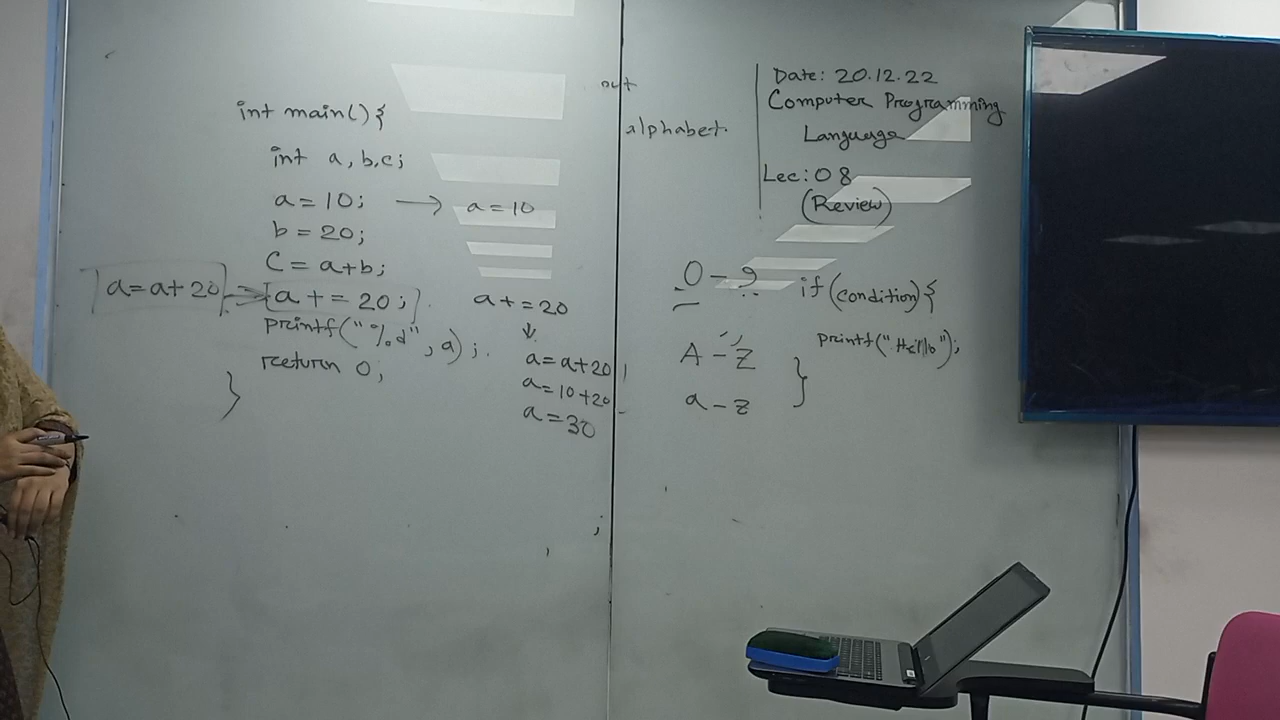 int main() {
int a, b, c;
a = 10; → a = 10
b = 20;
C = a+b;
a = a + 20 → [a + = 20;]
printf("%d", a);
return 0;
}
a + = 20
↓
a = a + 20
a = 10 + 20
a = 30
out
alphabet.
Date: 20.12.22
Computer Programming
Language
Lec: 08
(Review)
0 - 9
A - Z
a - z
if (condition) {
printf("Hello");
}